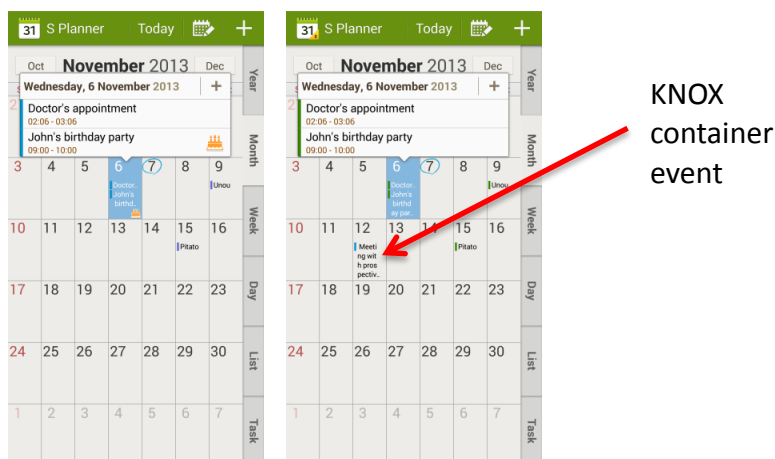 31 S Planner Today +
Oct November 2013 Dec
Wednesday, 6 November 2013 +
Doctor's appointment
02:06 - 03:06
John's birthday party
09:00 - 10:00
3 4 5 6 7 8 9
Doctor..
John's
birthd..
Unou
10 11 12 13 14 15 16
Pitato
17 18 19 20 21 22 23
24 25 26 27 28 29 30
1 2 3 4 5 6 7
Year
Month
Week
Day
List
Task
31 S Planner Today +
Oct November 2013 Dec
Wednesday, 6 November 2013 +
Doctor's appointment
02:06 - 03:06
John's birthday party
09:00 - 10:00
3 4 5 6 7 8 9
Doctor..
John's
birthd
ay par..
Unou
10 11 12 13 14 15 16
Meeti
ng wit
h pros
pectiv..
Pitato
17 18 19 20 21 22 23
24 25 26 27 28 29 30
1 2 3 4 5 6 7
Year
Month
Week
Day
List
Task
KNOX
container
event